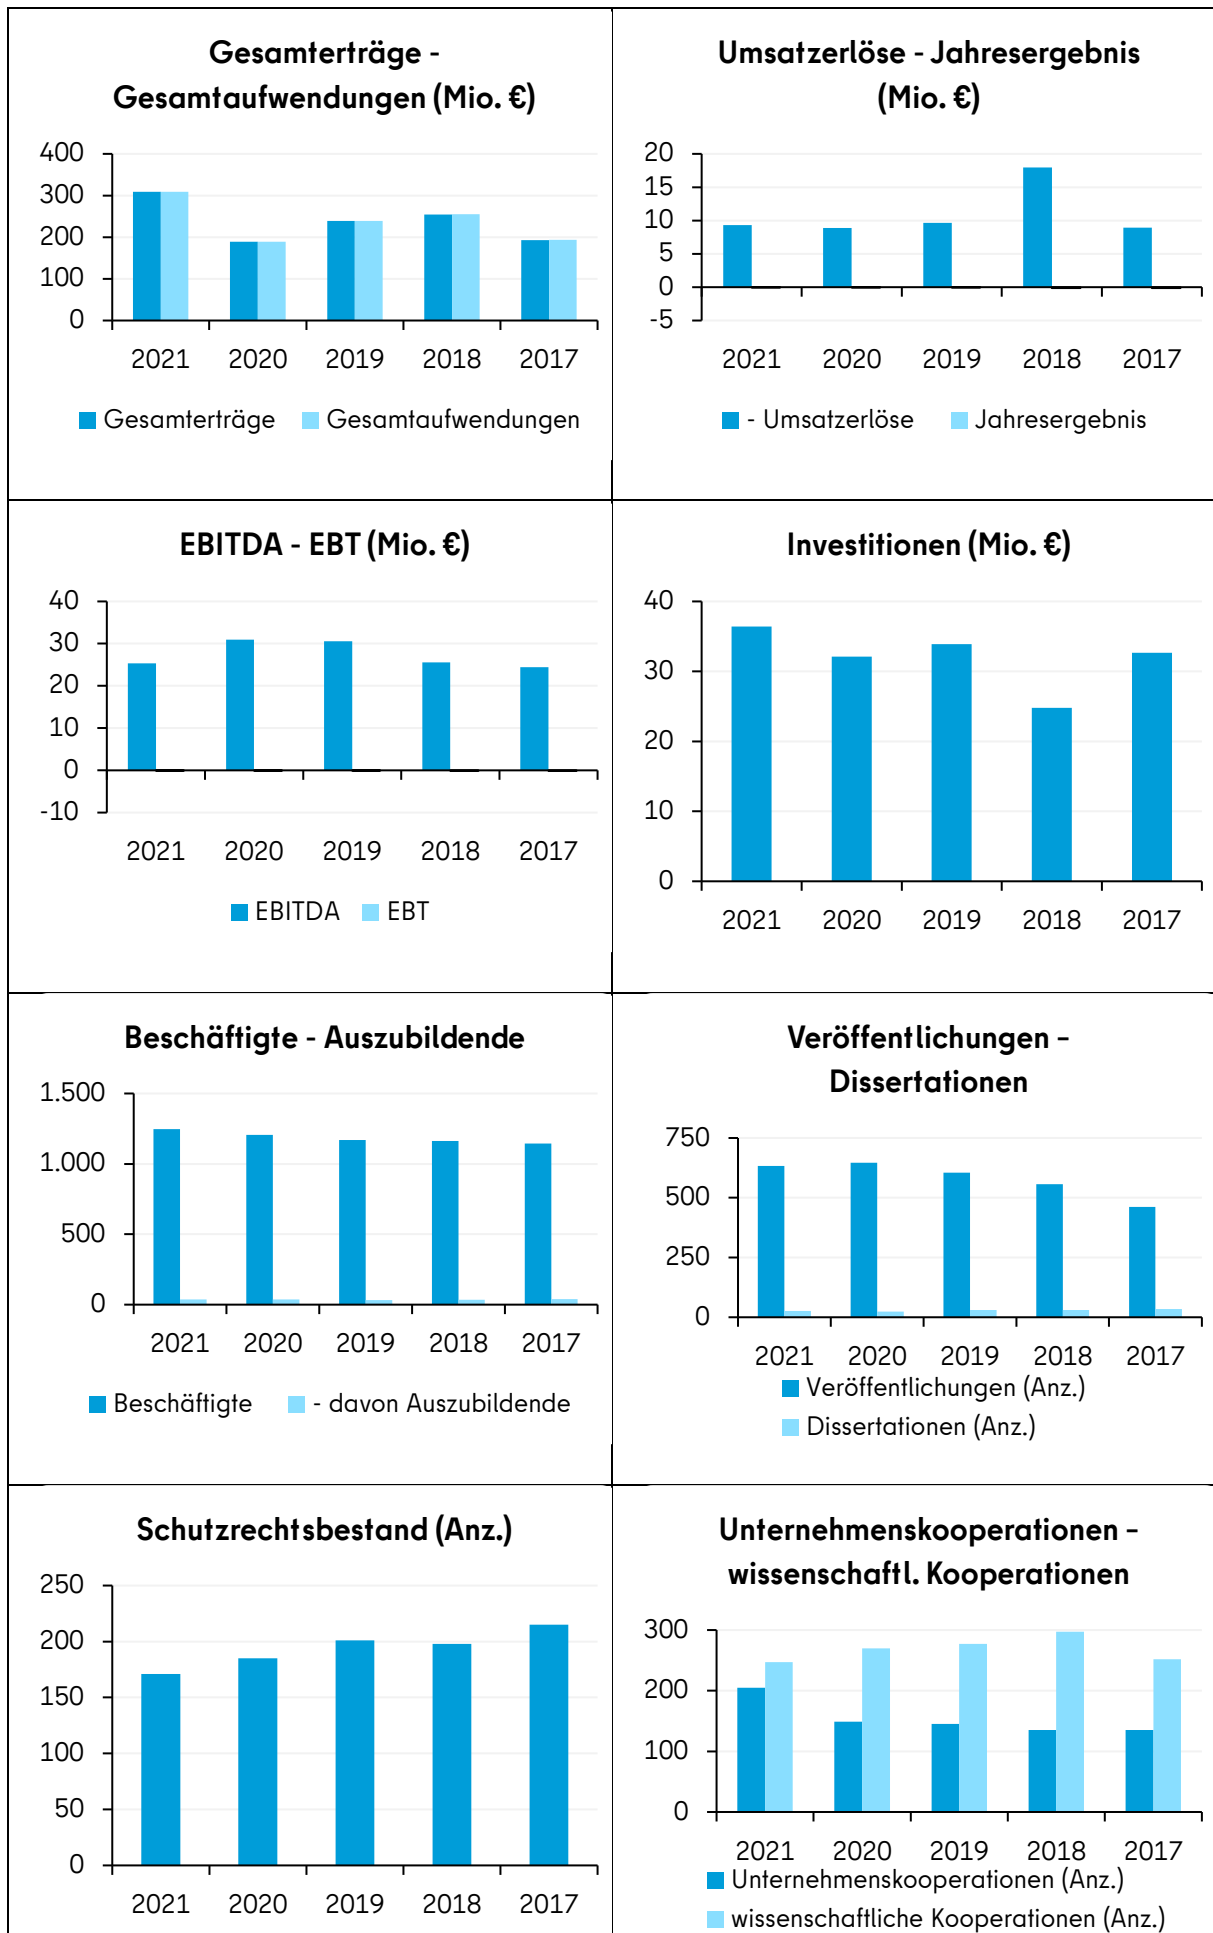 Gesamterträge -
Gesamtaufwendungen (Mio. €)
400
300
200
100
0
2021 2020 2019 2018 2017
Gesamterträge Gesamtaufwendungen
Umsatzerlöse - Jahresergebnis
(Mio. €)
20
15
10
5
0
-5
2021 2020 2019 2018 2017
- Umsatzerlöse Jahresergebnis
EBITDA - EBT (Mio. €)
40
30
20
10
0
-10
2021 2020 2019 2018 2017
EBITDA EBT
Investitionen (Mio. €)
40
30
20
10
0
2021 2020 2019 2018 2017
Beschäftigte - Auszubildende
1.500
1.000
500
0
2021 2020 2019 2018 2017
Beschäftigte - davon Auszubildende
Veröffentlichungen –
Dissertationen
750
500
250
0
2021 2020 2019 2018 2017
Veröffentlichungen (Anz.)
Dissertationen (Anz.)
Schutzrechtsbestand (Anz.)
250
200
150
100
50
0
2021 2020 2019 2018 2017
Unternehmenskooperationen –
wissenschaftl. Kooperationen
300
200
100
0
2021 2020 2019 2018 2017
Unternehmenskooperationen (Anz.)
wissenschaftliche Kooperationen (Anz.)